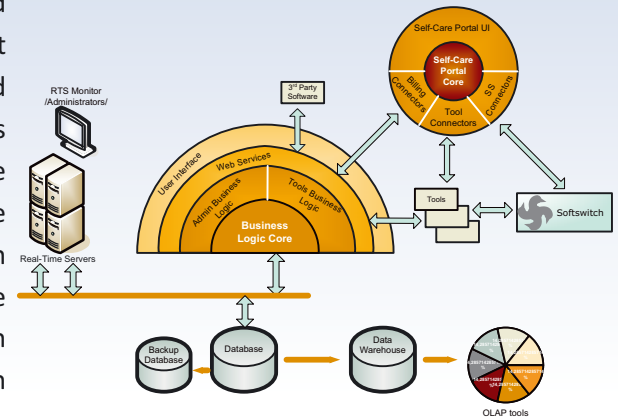 Self-Care Portal UI
Self-Care
Portal
Core
Billing
Connectors
Tool
Connectors
SS
Connectors
RTS Monitor
/Administrators/
3rd Party
Software
User Interface
Web Services
Admin Business
Logic
Tools Business
Logic
Business
Logic Core
Tools
Softswitch
Real-Time Servers
Backup
Database
Database
Data
Warehouse
OLAP tools